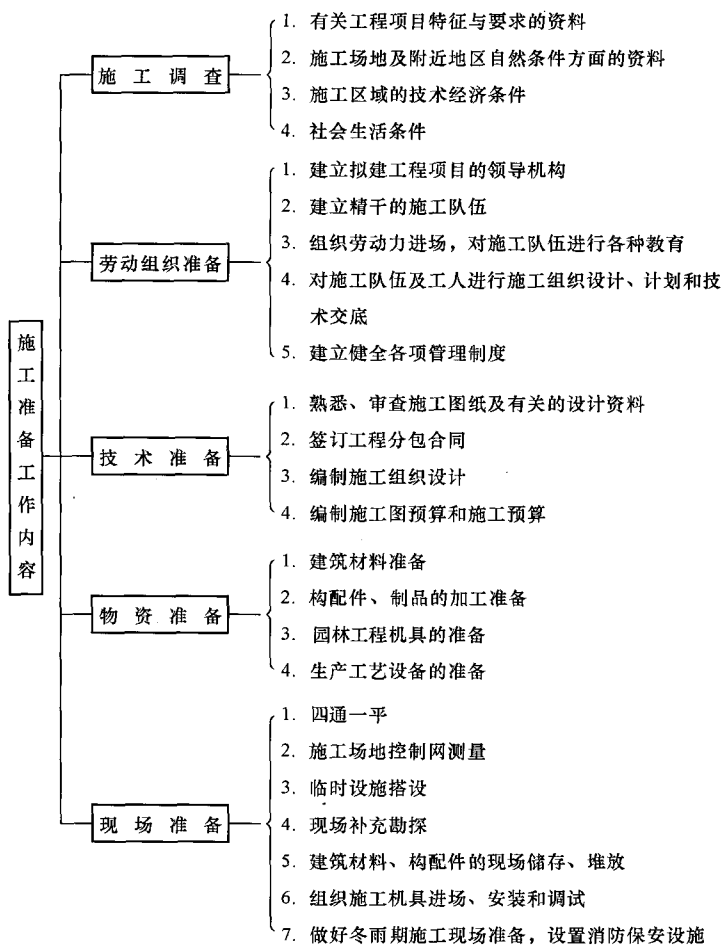 施工准备工作内容
施工调查
1. 有关工程项目特征与要求的资料
2. 施工场地及附近地区自然条件方面的资料
3. 施工区域的技术经济条件
4. 社会生活条件
劳动组织准备
1. 建立拟建工程项目的领导机构
2. 建立精干的施工队伍
3. 组织劳动力进场，对施工队伍进行各种教育
4. 对施工队伍及工人进行施工组织设计、计划和技
术交底
5. 建立健全各项管理制度
技术准备
1. 熟悉、审查施工图纸及有关的设计资料
2. 签订工程分包合同
3. 编制施工组织设计
4. 编制施工图预算和施工预算
物资准备
1. 建筑材料准备
2. 构配件、制品的加工准备
3. 园林工程机具的准备
4. 生产工艺设备的准备
现场准备
1. 四通一平
2. 施工场地控制网测量
3. 临时设施搭设
4. 现场补充勘探
5. 建筑材料、构配件的现场储存、堆放
6. 组织施工机具进场、安装和调试
7. 做好冬雨期施工现场准备，设置消防保安设施